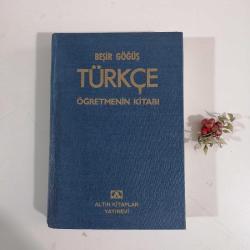 BEŞİR GÖĞÜŞ
TÜRKÇE
ÖĞRETMENİN KİTABI
ALTIN KİTAPLAR
YAYINEVİ